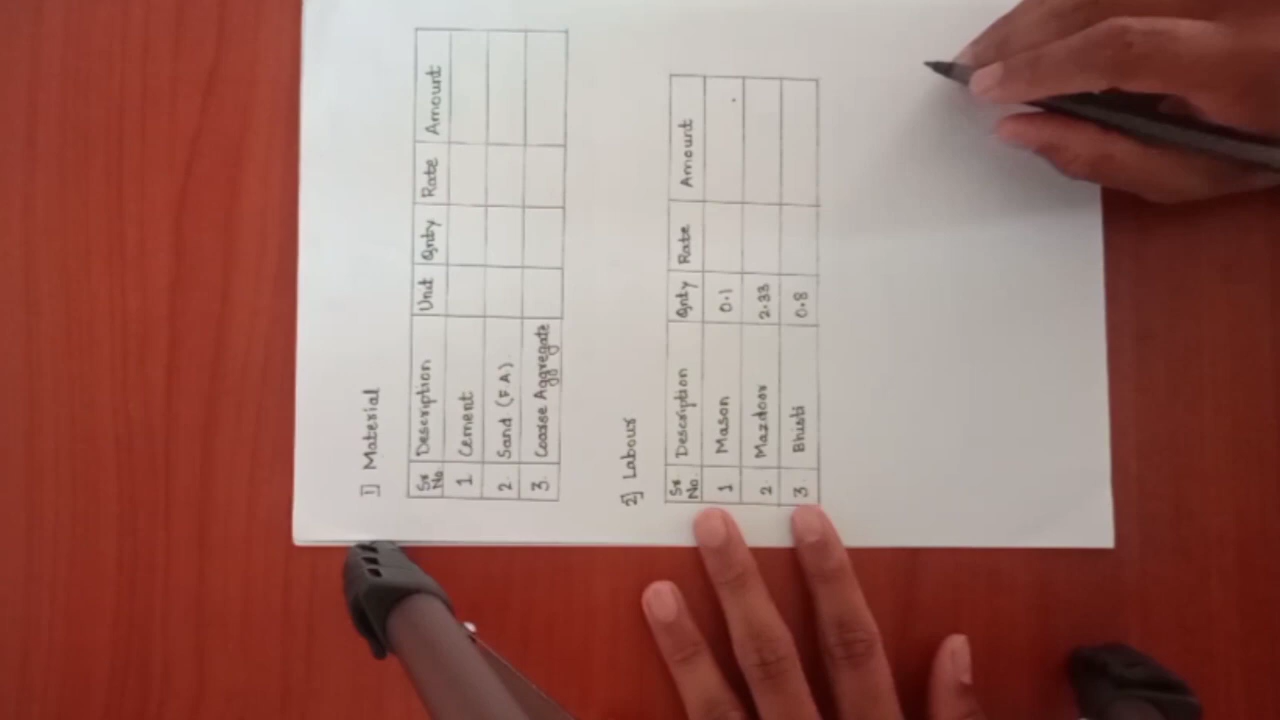 1] Material
Sr No. Description Unit Qnty Rate Amount
1 Cement
2. Sand (F.A).
3. Coarse Aggregate
2] Labour
Sr No. Description Qnty Rate Amount
1 Mason 0.1
2. Mazdoor 2.33
3. Bhisti 0.8